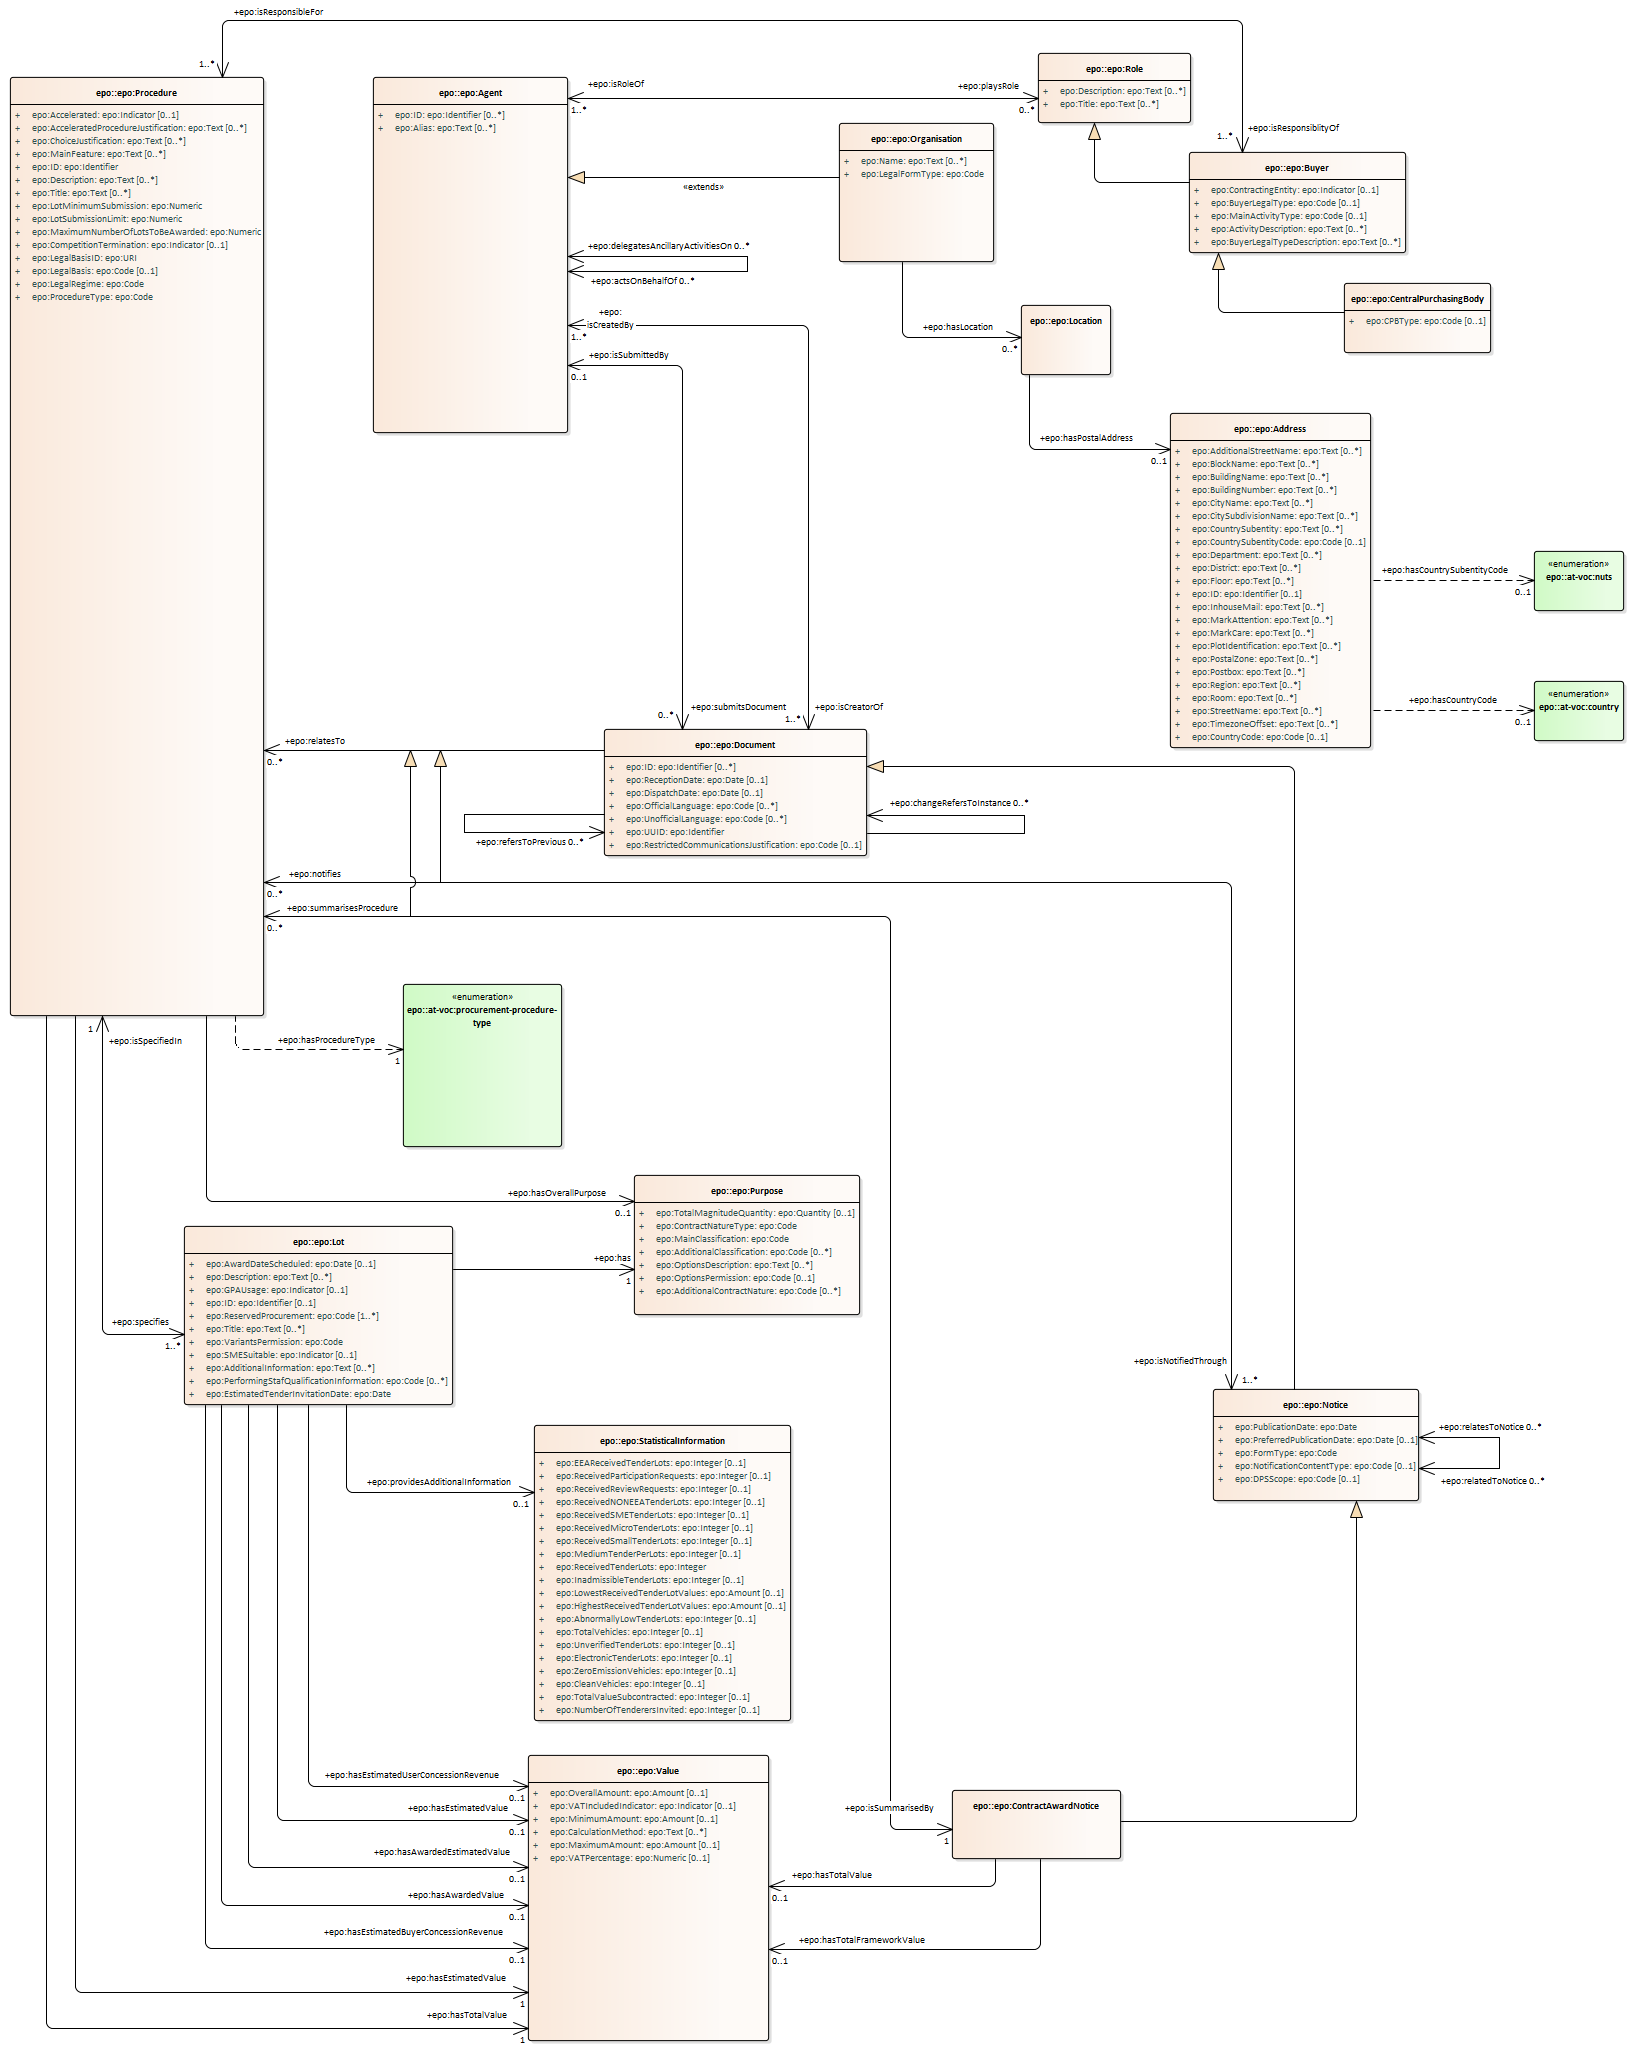 +epo:isResponsibleFor
1..*
epo::epo:Procedure
+ epo:Accelerated: epo:Indicator [0..1]
+ epo:AcceleratedProcedureJustification: epo:Text [0..*]
+ epo:ChoiceJustification: epo:Text [0..*]
+ epo:MainFeature: epo:Text [0..*]
+ epo:ID: epo:Identifier
+ epo:Description: epo:Text [0..*]
+ epo:Title: epo:Text [0..*]
+ epo:LotMinimumSubmission: epo:Numeric
+ epo:LotSubmissionLimit: epo:Numeric
+ epo:MaximumNumberOfLotsToBeAwarded: epo:Numeric
+ epo:CompetitionTermination: epo:Indicator [0..1]
+ epo:LegalBasisID: epo:URI
+ epo:LegalBasis: epo:Code [0..1]
+ epo:LegalRegime: epo:Code
+ epo:ProcedureType: epo:Code
epo::epo:Agent
+ epo:ID: epo:Identifier [0..*]
+ epo:Alias: epo:Text [0..*]
+epo:isRoleOf
1..*
+epo:playsRole
0..*
epo::epo:Role
+ epo:Description: epo:Text [0..*]
+ epo:Title: epo:Text [0..*]
epo::epo:Organisation
+ epo:Name: epo:Text [0..*]
+ epo:LegalFormType: epo:Code
«extends»
+epo:isResponsiblityOf
1..*
epo::epo:Buyer
+ epo:ContractingEntity: epo:Indicator [0..1]
+ epo:BuyerLegalType: epo:Code [0..1]
+ epo:MainActivityType: epo:Code [0..1]
+ epo:ActivityDescription: epo:Text [0..*]
+ epo:BuyerLegalTypeDescription: epo:Text [0..*]
epo::epo:CentralPurchasingBody
+ epo:CPBType: epo:Code [0..1]
+epo:delegatesAncillaryActivitiesOn 0..*
+epo:actsOnBehalfOf 0..*
+epo:
isCreatedBy
1..*
+epo:isSubmittedBy
0..1
+epo:hasLocation
0..*
epo::epo:Location
+epo:hasPostalAddress
0..1
epo::epo:Address
+ epo:AdditionalStreetName: epo:Text [0..*]
+ epo:BlockName: epo:Text [0..*]
+ epo:BuildingName: epo:Text [0..*]
+ epo:BuildingNumber: epo:Text [0..*]
+ epo:CityName: epo:Text [0..*]
+ epo:CitySubdivisionName: epo:Text [0..*]
+ epo:CountrySubentity: epo:Text [0..*]
+ epo:CountrySubentityCode: epo:Code [0..1]
+ epo:Department: epo:Text [0..*]
+ epo:District: epo:Text [0..*]
+ epo:Floor: epo:Text [0..*]
+ epo:ID: epo:Identifier [0..1]
+ epo:InhouseMail: epo:Text [0..*]
+ epo:MarkAttention: epo:Text [0..*]
+ epo:MarkCare: epo:Text [0..*]
+ epo:PlotIdentification: epo:Text [0..*]
+ epo:PostalZone: epo:Text [0..*]
+ epo:Postbox: epo:Text [0..*]
+ epo:Region: epo:Text [0..*]
+ epo:Room: epo:Text [0..*]
+ epo:StreetName: epo:Text [0..*]
+ epo:TimezoneOffset: epo:Text [0..*]
+ epo:CountryCode: epo:Code [0..1]
+epo:hasCountrySubentityCode
0..1
«enumeration»
epo::at-voc:nuts
+epo:hasCountryCode
0..1
«enumeration»
epo::at-voc:country
+epo:submitsDocument
0..*
+epo:isCreatorOf
1..*
epo::epo:Document
+ epo:ID: epo:Identifier [0..*]
+ epo:ReceptionDate: epo:Date [0..1]
+ epo:DispatchDate: epo:Date [0..1]
+ epo:OfficialLanguage: epo:Code [0..*]
+ epo:UnofficialLanguage: epo:Code [0..*]
+ epo:UUID: epo:Identifier
+ epo:RestrictedCommunicationsJustification: epo:Code [0..1]
+epo:relatesTo
0..*
+epo:refersToPrevious 0..*
+epo:changeRefersToInstance 0..*
+epo:notifies
0..*
+epo:summarisesProcedure
0..*
«enumeration»
epo::at-voc:procurement-procedure-
type
+epo:hasProcedureType
1
1
+epo:isSpecifiedIn
+epo:hasOverallPurpose
0..1
epo::epo:Purpose
+ epo:TotalMagnitudeQuantity: epo:Quantity [0..1]
+ epo:ContractNatureType: epo:Code
+ epo:MainClassification: epo:Code
+ epo:AdditionalClassification: epo:Code [0..*]
+ epo:OptionsDescription: epo:Text [0..*]
+ epo:OptionsPermission: epo:Code [0..1]
+ epo:AdditionalContractNature: epo:Code [0..*]
epo::epo:Lot
+ epo:AwardDateScheduled: epo:Date [0..1]
+ epo:Description: epo:Text [0..*]
+ epo:GPAUsage: epo:Indicator [0..1]
+ epo:ID: epo:Identifier [0..1]
+ epo:ReservedProcurement: epo:Code [1..*]
+ epo:Title: epo:Text [0..*]
+ epo:VariantsPermission: epo:Code
+ epo:SMESuitable: epo:Indicator [0..1]
+ epo:AdditionalInformation: epo:Text [0..*]
+ epo:PerformingStafQualificationInformation: epo:Code [0..*]
+ epo:EstimatedTenderInvitationDate: epo:Date
+epo:has
1
+epo:specifies
1..*
+epo:isNotifiedThrough
1..*
epo::epo:Notice
+ epo:PublicationDate: epo:Date
+ epo:PreferredPublicationDate: epo:Date [0..1]
+ epo:FormType: epo:Code
+ epo:NotificationContentType: epo:Code [0..1]
+ epo:DPSScope: epo:Code [0..1]
+epo:relatesToNotice 0..*
+epo:relatedToNotice 0..*
+epo:providesAdditionalInformation
0..1
epo::epo:StatisticalInformation
+ epo:EEAReceivedTenderLots: epo:Integer [0..1]
+ epo:ReceivedParticipationRequests: epo:Integer [0..1]
+ epo:ReceivedReviewRequests: epo:Integer [0..1]
+ epo:ReceivedNONEEATenderLots: epo:Integer [0..1]
+ epo:ReceivedSMETenderLots: epo:Integer [0..1]
+ epo:ReceivedMicroTenderLots: epo:Integer [0..1]
+ epo:ReceivedSmallTenderLots: epo:Integer [0..1]
+ epo:MediumTenderPerLots: epo:Integer [0..1]
+ epo:ReceivedTenderLots: epo:Integer
+ epo:InadmissibleTenderLots: epo:Integer [0..1]
+ epo:LowestReceivedTenderLotValues: epo:Amount [0..1]
+ epo:HighestReceivedTenderLotValues: epo:Amount [0..1]
+ epo:AbnormallyLowTenderLots: epo:Integer [0..1]
+ epo:TotalVehicles: epo:Integer [0..1]
+ epo:UnverifiedTenderLots: epo:Integer [0..1]
+ epo:ElectronicTenderLots: epo:Integer [0..1]
+ epo:ZeroEmissionVehicles: epo:Integer [0..1]
+ epo:CleanVehicles: epo:Integer [0..1]
+ epo:TotalValueSubcontracted: epo:Integer [0..1]
+ epo:NumberOfTenderersInvited: epo:Integer [0..1]
epo::epo:Value
+ epo:OverallAmount: epo:Amount [0..1]
+ epo:VATIncludedIndicator: epo:Indicator [0..1]
+ epo:MinimumAmount: epo:Amount [0..1]
+ epo:CalculationMethod: epo:Text [0..*]
+ epo:MaximumAmount: epo:Amount [0..1]
+ epo:VATPercentage: epo:Numeric [0..1]
+epo:hasEstimatedUserConcessionRevenue
0..1
+epo:hasEstimatedValue
0..1
+epo:hasAwardedEstimatedValue
0..1
+epo:hasAwardedValue
0..1
+epo:hasEstimatedBuyerConcessionRevenue
0..1
+epo:hasEstimatedValue
1
+epo:hasTotalValue
1
+epo:isSummarisedBy
1
epo::epo:ContractAwardNotice
+epo:hasTotalValue
0..1
+epo:hasTotalFrameworkValue
0..1